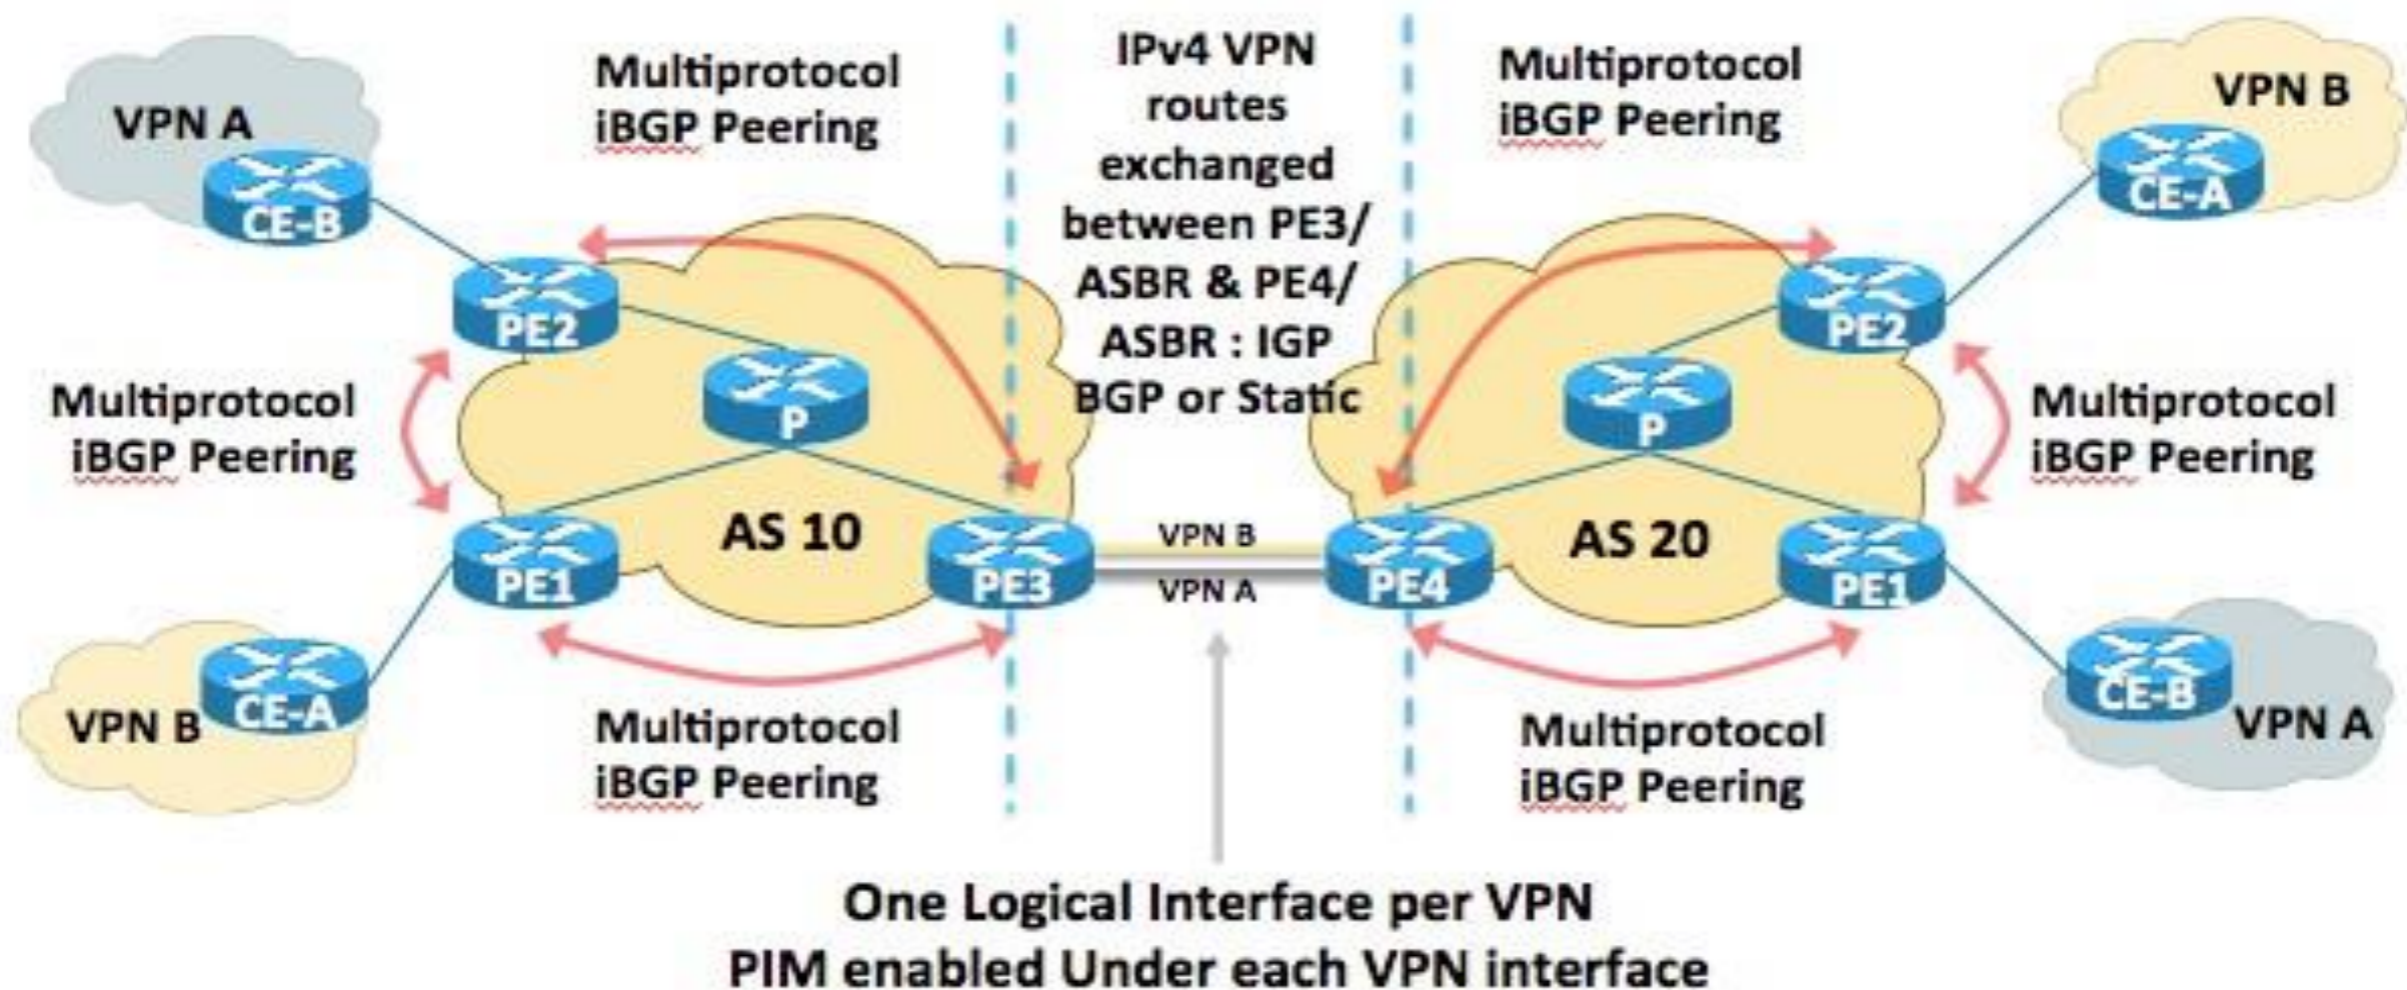 Multiprotocol
iBGP Peering
IPv4 VPN
routes
exchanged
between PE3/
ASBR & PE4/
ASBR : IGP
BGP or Static
Multiprotocol
iBGP Peering
VPN A
CE-B
VPN B
CE-A
PE2
PE2
P
P
Multiprotocol
iBGP Peering
Multiprotocol
iBGP Peering
AS 10
AS 20
PE1
PE3
VPN B
VPN A
PE4
PE1
VPN B
CE-A
CE-B
VPN A
Multiprotocol
iBGP Peering
Multiprotocol
iBGP Peering
One Logical Interface per VPN
PIM enabled Under each VPN interface